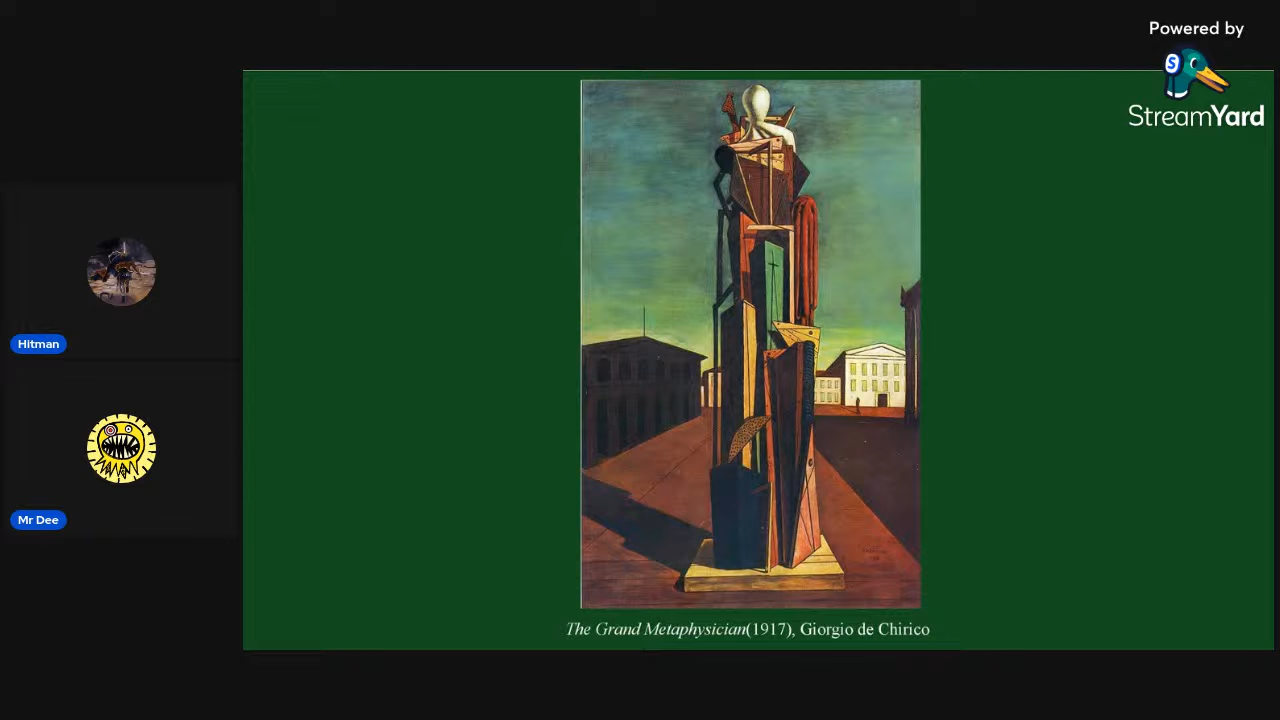 Powered by
StreamYard
Hitman
Mr Dee
The Grand Metaphysician(1917), Giorgio de Chirico